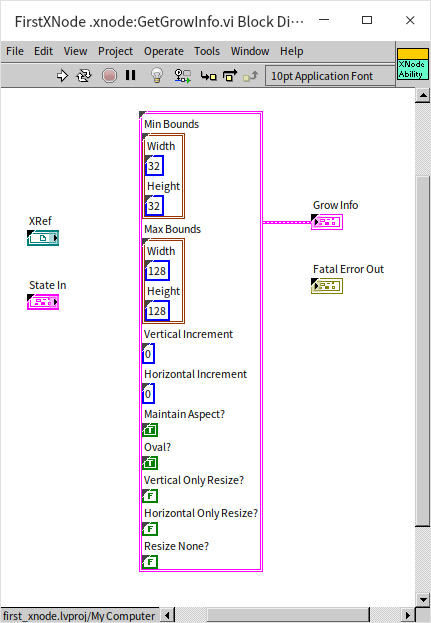 FirstXNode .xnode:GetGrowInfo.vi Block Di...
File Edit View Project Operate Tools Window Help
10pt Application Font
XNode
Ability
Min Bounds
Width
32
Height
32
Max Bounds
Width
128
Height
128
Vertical Increment
0
Horizontal Increment
0
Maintain Aspect?
T
Oval?
T
Vertical Only Resize?
F
Horizontal Only Resize?
F
Resize None?
F
XRef
State In
Grow Info
Fatal Error Out
first_xnode.lvproj/My Computer